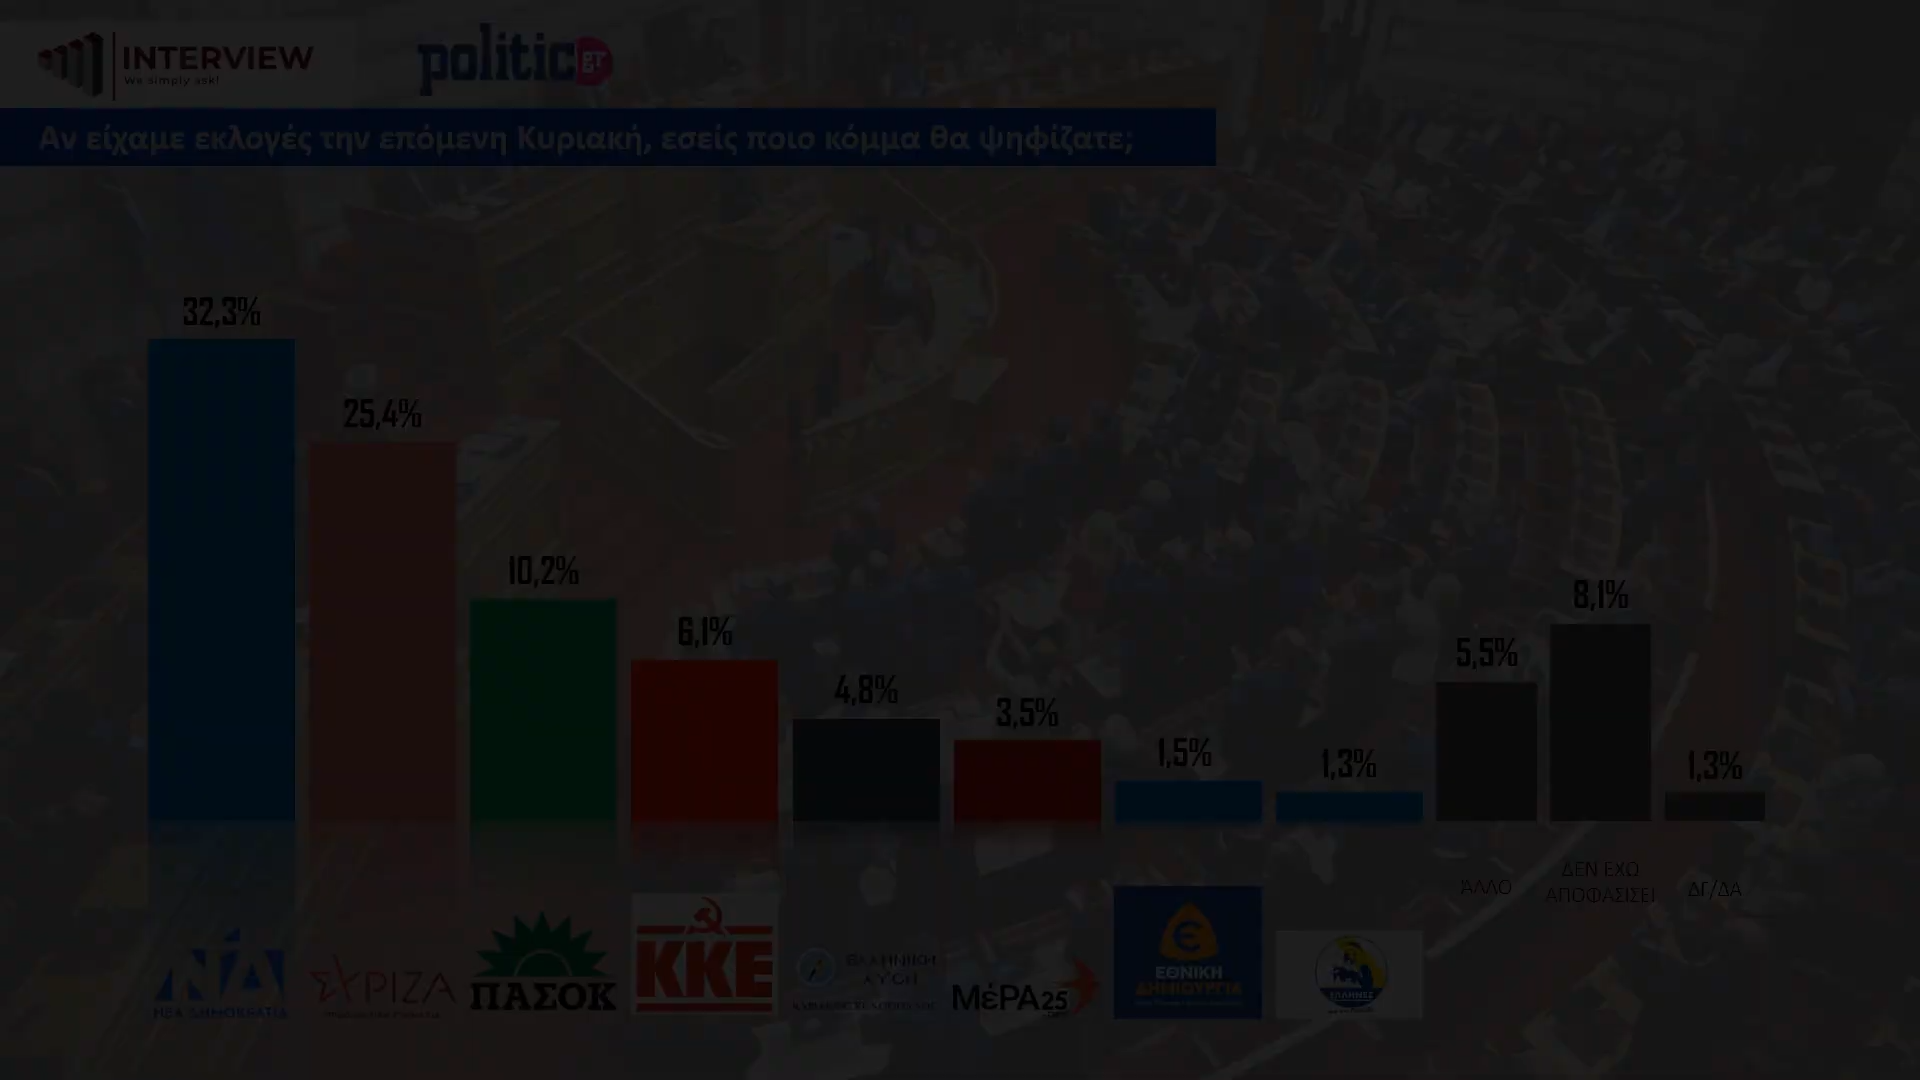 INTERVIEW
We simply ask!
politic gr
Αν είχαμε εκλογές την επόμενη Κυριακή, εσείς ποιο κόμμα θα ψηφίζατε;
32,3%
25,4%
10,2%
6,1%
4,8%
3,5%
1,5%
1,3%
5,5%
8,1%
1,3%
ΆΛΛΟ
ΔΕΝ ΕΧΩ
ΑΠΟΦΑΣΙΣΕΙ
ΔΓ/ΔΑ
ΝΔ
ΝΕΑ ΔΗΜΟΚΡΑΤΙΑ
ΣΥΡΙΖΑ
ΠΑΣΟΚ
ΚΚΕ
ΕΛΛΗΝΙΚΗ
ΛΥΣΗ
ΜέΡΑ25
ΕΘΝΙΚΗ
ΔΗΜΙΟΥΡΓΙΑ
ΕΛΛΗΝΕΣ